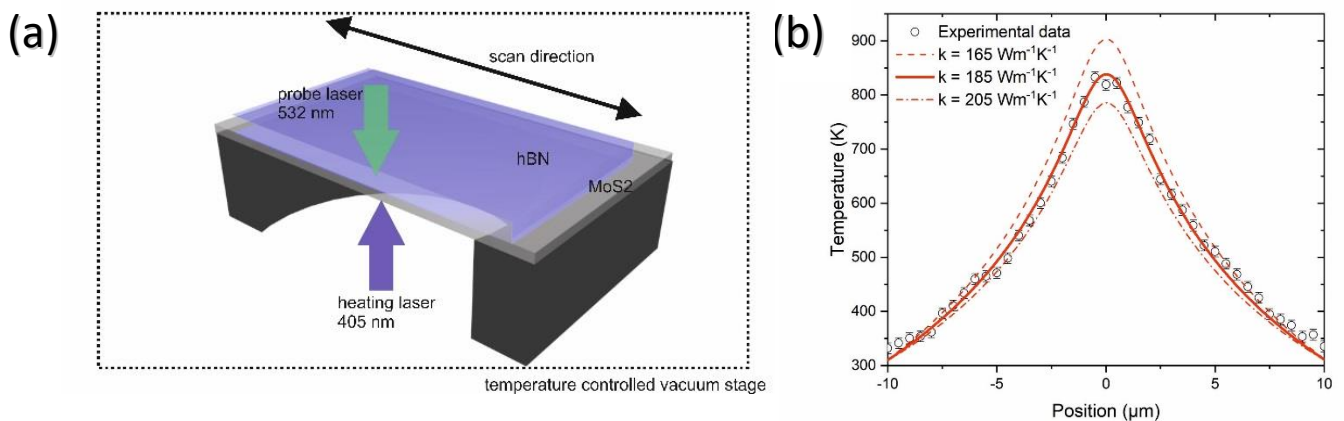 (a)
scan direction
probe laser
532 nm
hBN
MoS2
heating laser
405 nm
temperature controlled vacuum stage
(b)
Experimental data
k = 165 Wm⁻¹K⁻¹
k = 185 Wm⁻¹K⁻¹
k = 205 Wm⁻¹K⁻¹
Temperature (K)
900
800
700
600
500
400
300
-10
-5
0
5
10
Position (µm)